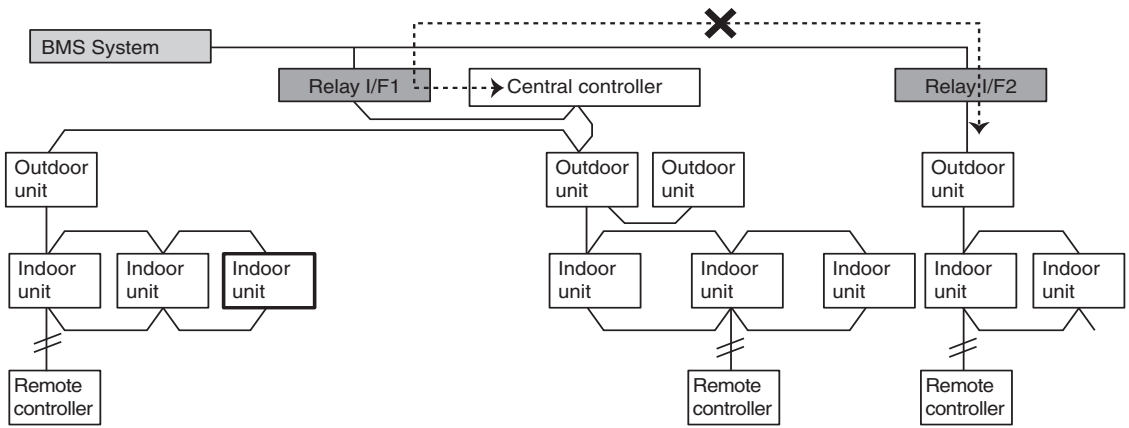 BMS System
Relay I/F1
Central controller
Relay I/F2
Outdoor
unit
Outdoor
unit
Outdoor
unit
Outdoor
unit
Indoor
unit
Indoor
unit
Indoor
unit
Indoor
unit
Indoor
unit
Indoor
unit
Indoor
unit
Indoor
unit
Remote
controller
Remote
controller
Remote
controller